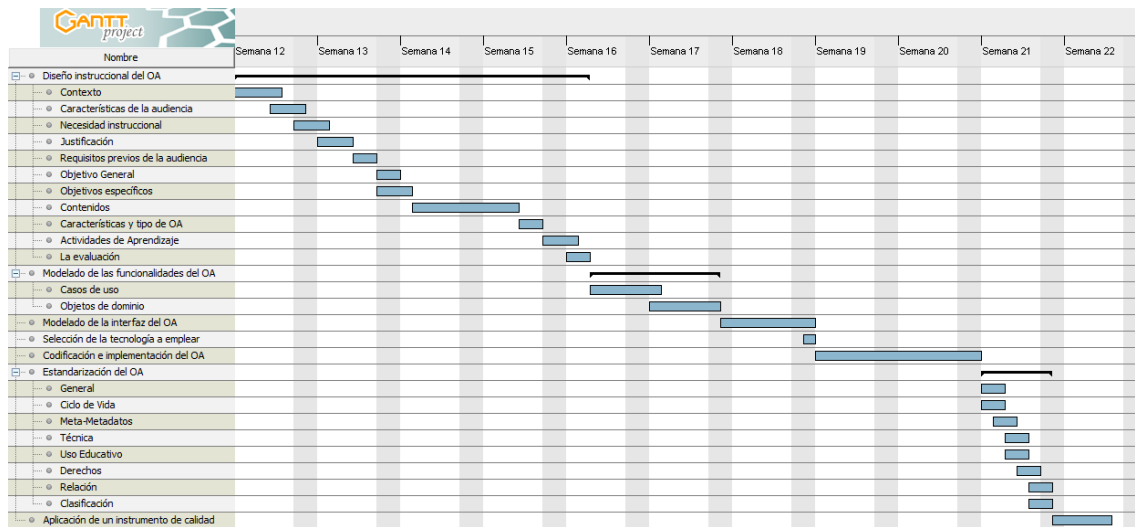 GANTT
project
Semana 12 Semana 13 Semana 14 Semana 15 Semana 16 Semana 17 Semana 18 Semana 19 Semana 20 Semana 21 Semana 22
Nombre
Diseño instruccional del OA
Contexto
Características de la audiencia
Necesidad instruccional
Justificación
Requisitos previos de la audiencia
Objetivo General
Objetivos específicos
Contenidos
Características y tipo de OA
Actividades de Aprendizaje
La evaluación
Modelado de las funcionalidades del OA
Casos de uso
Objetos de dominio
Modelado de la interfaz del OA
Selección de la tecnología a emplear
Codificación e implementación del OA
Estandarización del OA
General
Ciclo de Vida
Meta-Metadatos
Técnica
Uso Educativo
Derechos
Relación
Clasificación
Aplicación de un instrumento de calidad